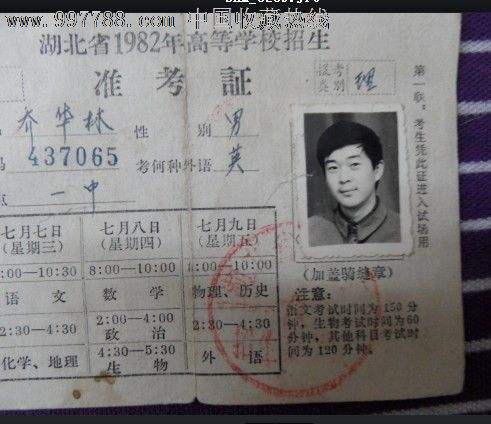 www.997788.com 中国收藏热线
湖北省1982年高等学校招生
准考証
报考类别 理
乔华林 性别 男
437065 考何种外语 英
点 一中
七月七日 七月八日 七月九日
(星期三) (星期四) (星期五)
:00—10:30 8:00—10:00 8:00—10:00
语文 数学 物理、历史
2:30—4:30 2:00—4:00 2:30—4:30
政治
化学、地理 4:30—5:30 外语
生物
(加盖骑缝章)
注意:
语文考试时间为150分
钟,生物考试时间为60
分钟,其他科目考试时
间为120分钟。
第一联:考生凭此证进入试场用